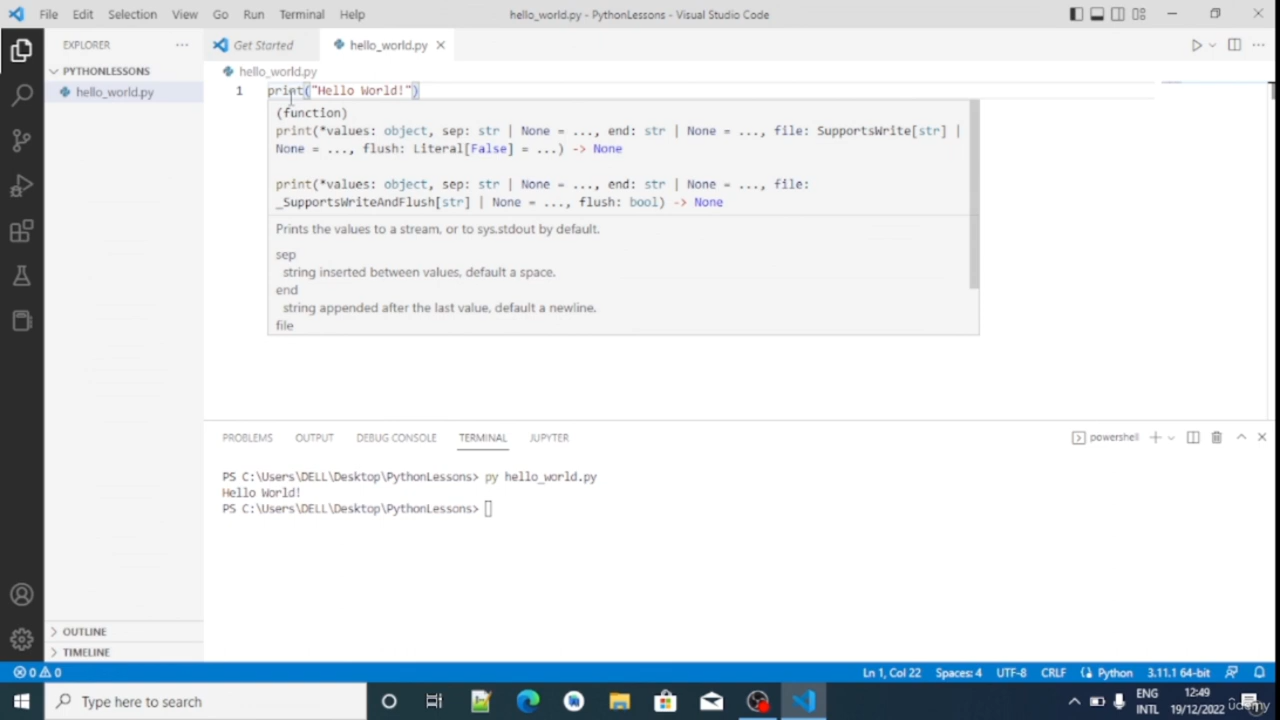 File Edit Selection View Go Run Terminal Help hello_world.py - PythonLessons - Visual Studio Code
EXPLORER ··· Get Started hello_world.py
PYTHONLESSONS hello_world.py
hello_world.py
1 print("Hello World!")
(function)
print(*values: object, sep: str | None = ..., end: str | None = ..., file: SupportsWrite[str] |
None = ..., flush: Literal[False] = ...) -> None
print(*values: object, sep: str | None = ..., end: str | None = ..., file:
_SupportsWriteAndFlush[str] | None = ..., flush: bool) -> None
Prints the values to a stream, or to sys.stdout by default.
sep
string inserted between values, default a space.
end
string appended after the last value, default a newline.
file
PROBLEMS OUTPUT DEBUG CONSOLE TERMINAL JUPYTER powershell
PS C:\Users\DELL\Desktop\PythonLessons> py hello_world.py
Hello World!
PS C:\Users\DELL\Desktop\PythonLessons>
OUTLINE
TIMELINE
0 0 Ln 1, Col 22 Spaces: 4 UTF-8 CRLF Python 3.11.1 64-bit
Type here to search
ENG 12:49
INTL 19/12/2022
udemy